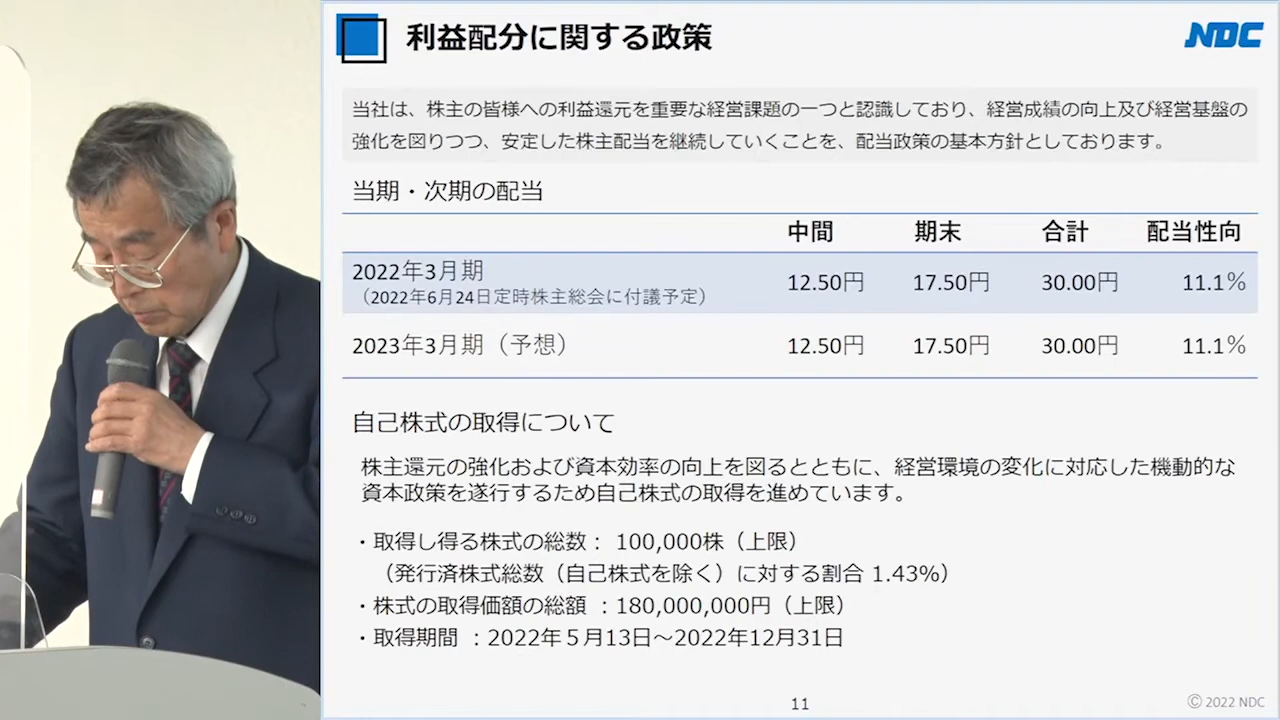 利益配分に関する政策
NDC
当社は、株主の皆様への利益還元を重要な経営課題の一つと認識しており、経営成績の向上及び経営基盤の
強化を図りつつ、安定した株主配当を継続していくことを、配当政策の基本方針としております。
当期・次期の配当
中間 期末 合計 配当性向
2022年3月期 12.50円 17.50円 30.00円 11.1%
（2022年6月24日定時株主総会に付議予定）
2023年3月期（予想） 12.50円 17.50円 30.00円 11.1%
自己株式の取得について
株主還元の強化および資本効率の向上を図るとともに、経営環境の変化に対応した機動的な
資本政策を遂行するため自己株式の取得を進めています。
・取得し得る株式の総数： 100,000株（上限）
（発行済株式総数（自己株式を除く）に対する割合 1.43%）
・株式の取得価額の総額 ：180,000,000円（上限）
・取得期間 ：2022年５月13日～2022年12月31日
11
Ⓒ 2022 NDC